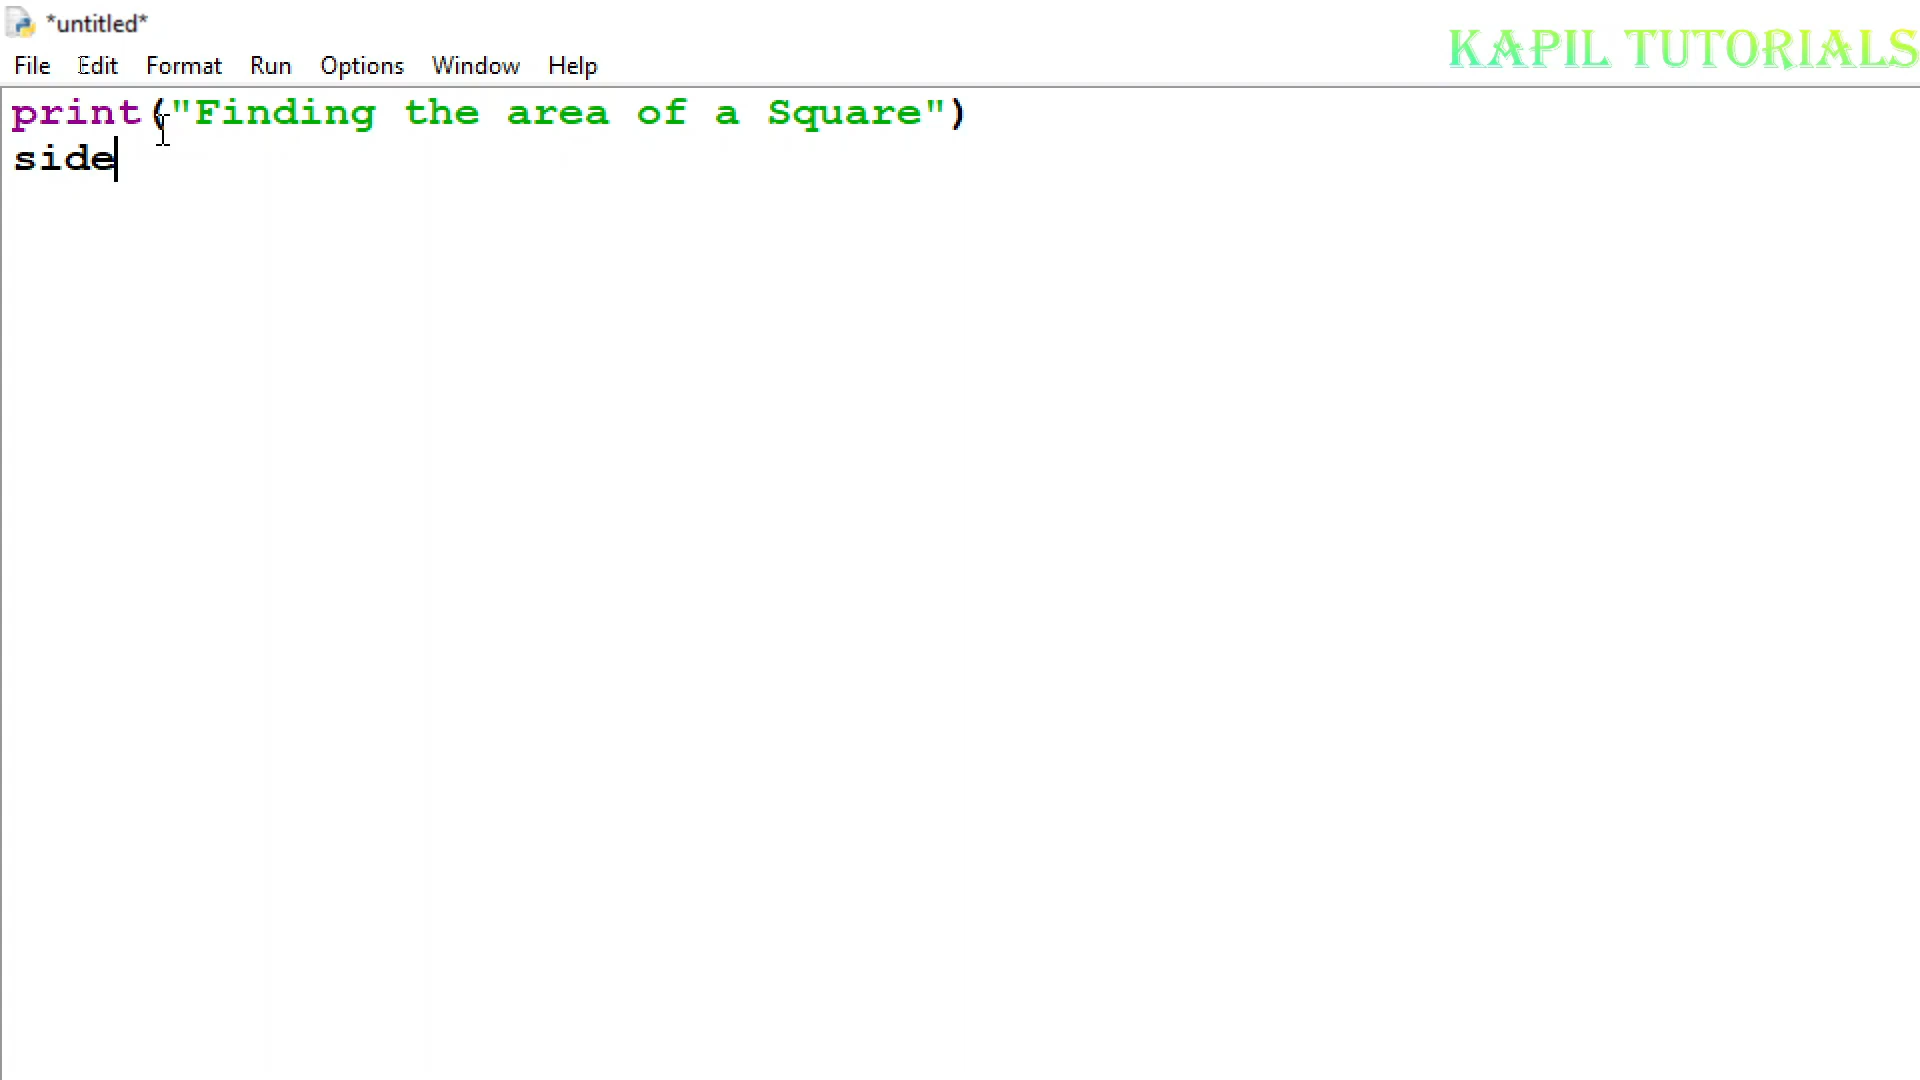 *untitled*
KAPIL TUTORIALS
File Edit Format Run Options Window Help
print("Finding the area of a Square")
side